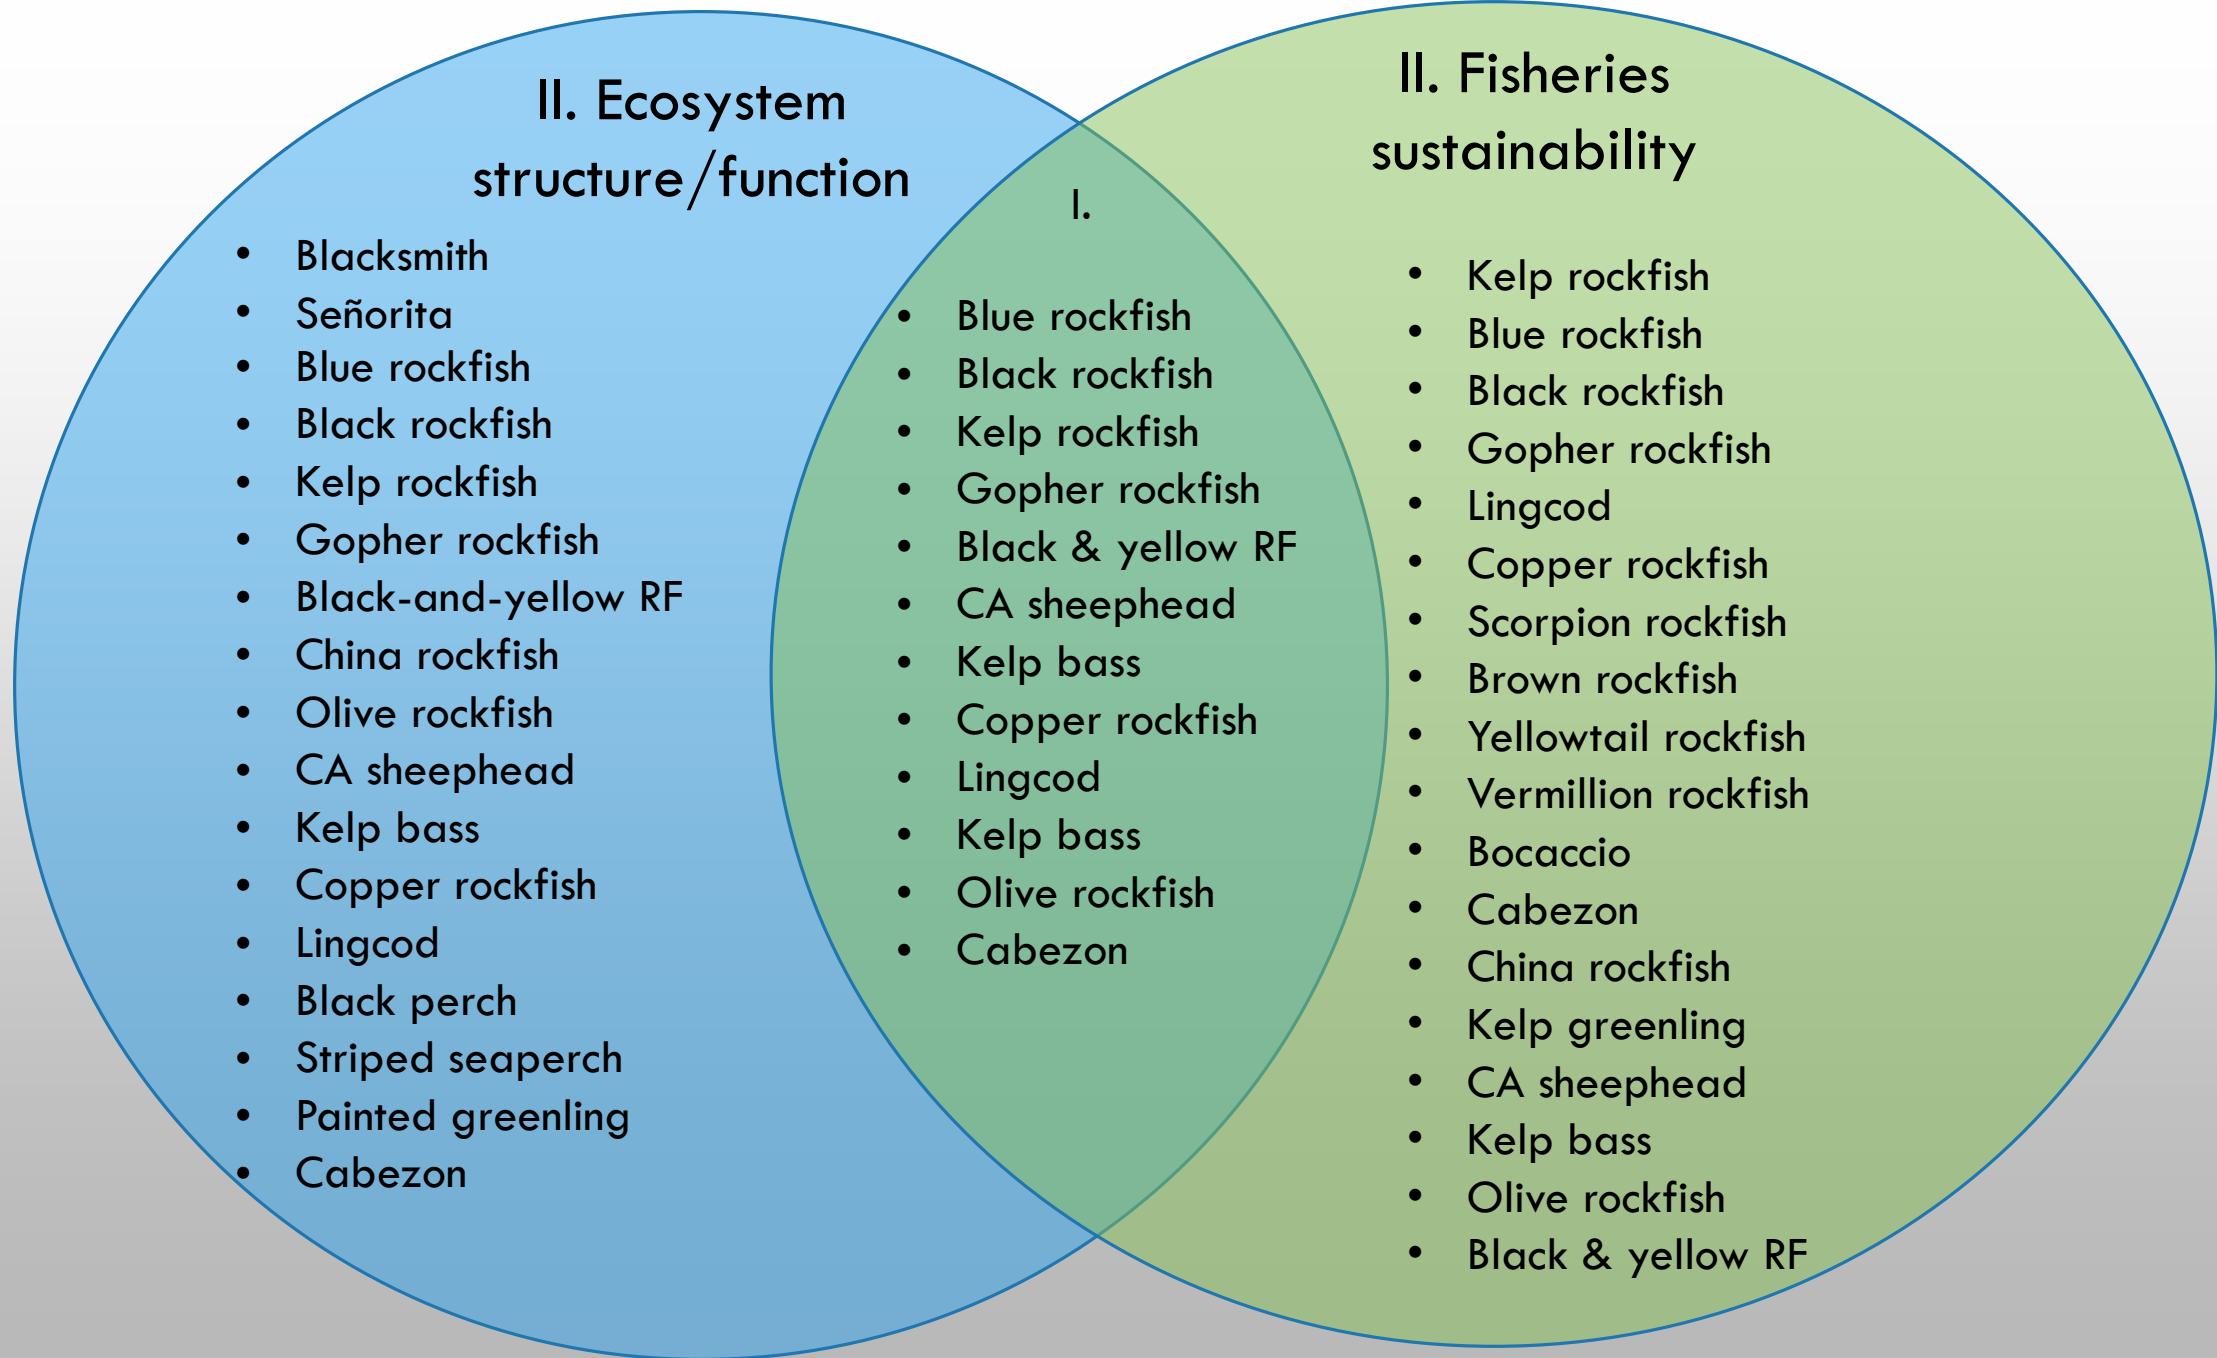 II. Ecosystem
structure/function
• Blacksmith
• Señorita
• Blue rockfish
• Black rockfish
• Kelp rockfish
• Gopher rockfish
• Black-and-yellow RF
• China rockfish
• Olive rockfish
• CA sheephead
• Kelp bass
• Copper rockfish
• Lingcod
• Black perch
• Striped seaperch
• Painted greenling
• Cabezon
I.
• Blue rockfish
• Black rockfish
• Kelp rockfish
• Gopher rockfish
• Black & yellow RF
• CA sheephead
• Kelp bass
• Copper rockfish
• Lingcod
• Kelp bass
• Olive rockfish
• Cabezon
II. Fisheries
sustainability
• Kelp rockfish
• Blue rockfish
• Black rockfish
• Gopher rockfish
• Lingcod
• Copper rockfish
• Scorpion rockfish
• Brown rockfish
• Yellowtail rockfish
• Vermillion rockfish
• Bocaccio
• Cabezon
• China rockfish
• Kelp greenling
• CA sheephead
• Kelp bass
• Olive rockfish
• Black & yellow RF